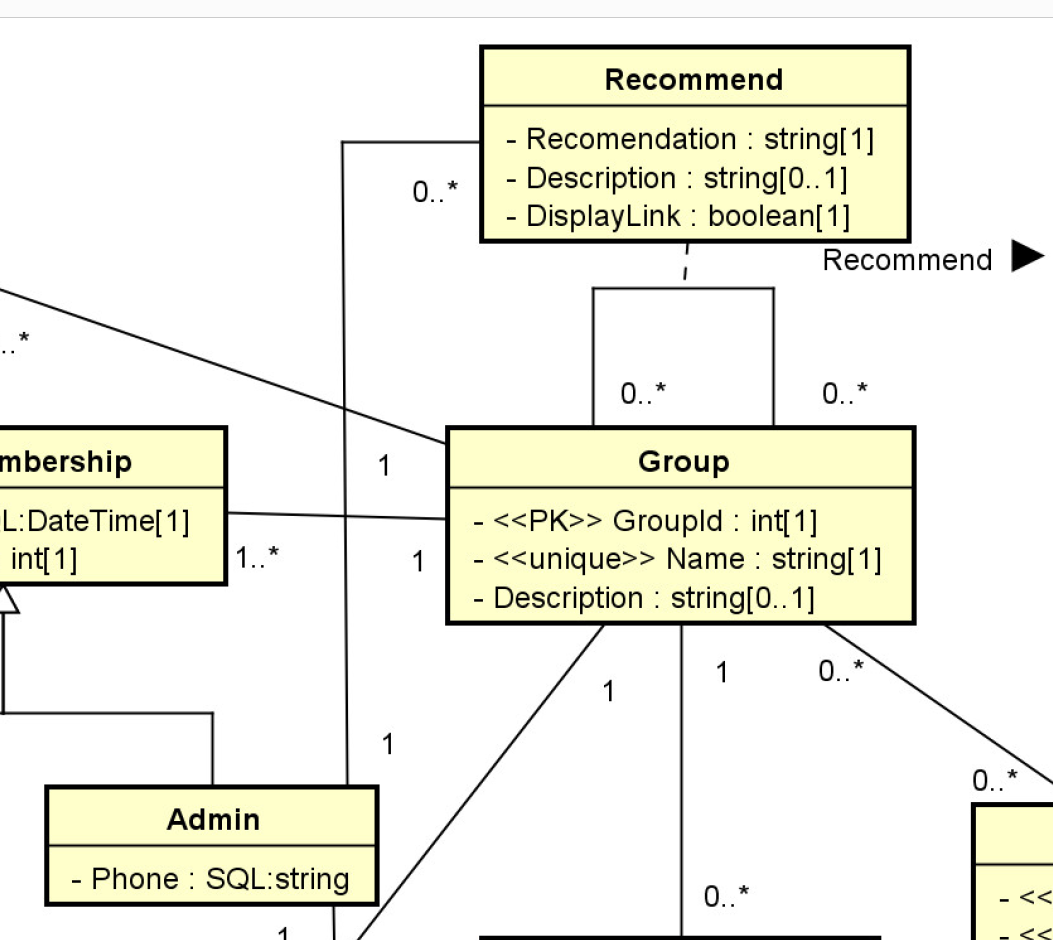 Recommend
- Recomendation : string[1]
- Description : string[0..1]
- DisplayLink : boolean[1]
0..*
Recommend ▶
..*
0..*
0..*
mbership
L:DateTime[1]
int[1]
1
1..*
1
Group
- <<PK>> GroupId : int[1]
- <<unique>> Name : string[1]
- Description : string[0..1]
1
1
0..*
1
0..*
Admin
- Phone : SQL:string
0..*
1
- <<
- <<